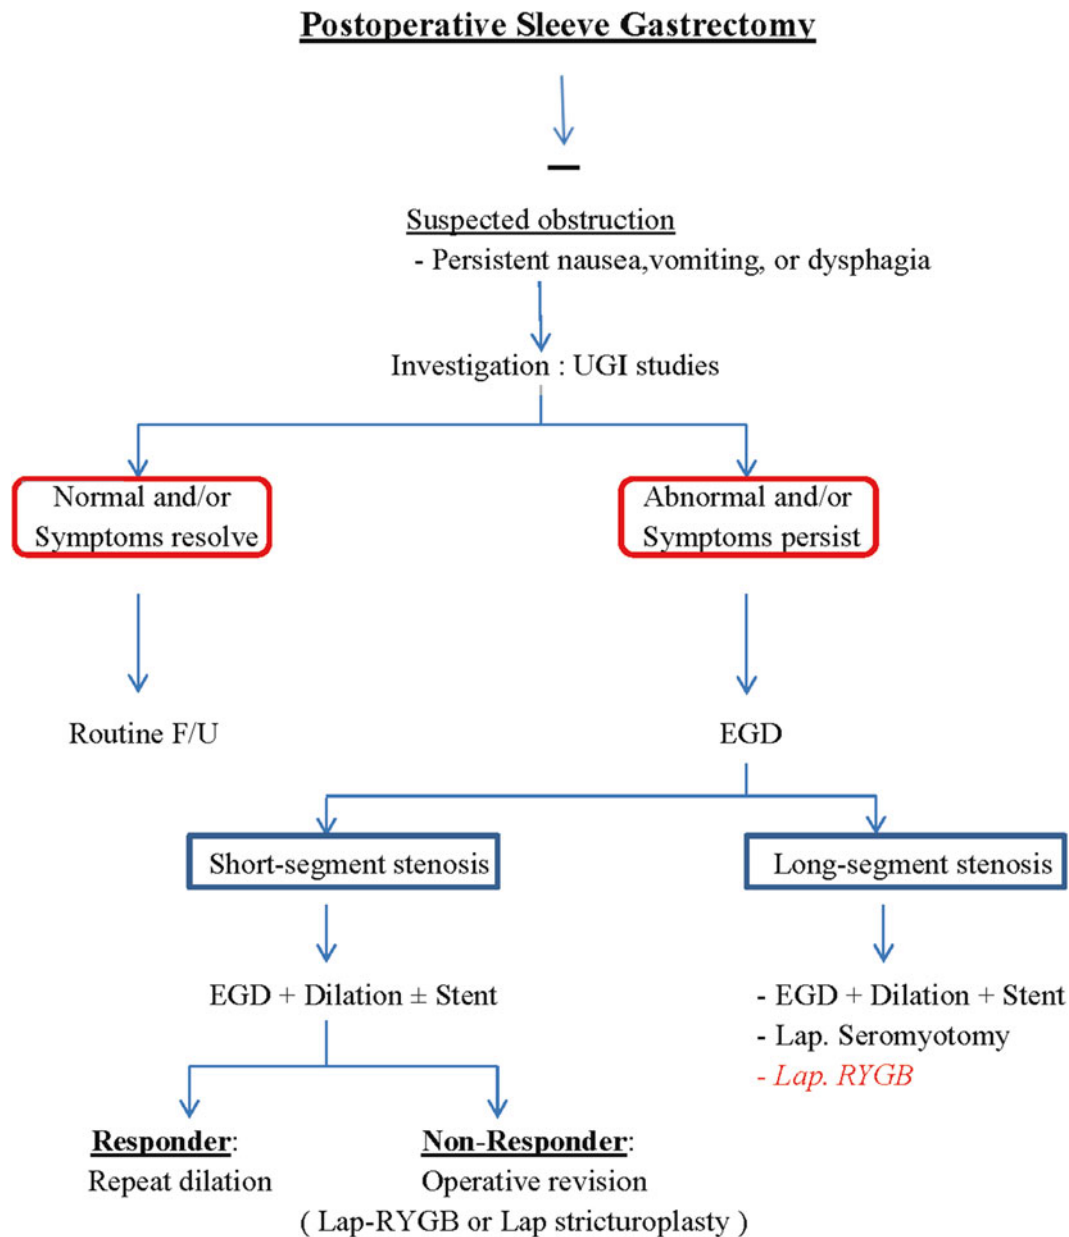 Postoperative Sleeve Gastrectomy
Suspected obstruction
- Persistent nausea,vomiting, or dysphagia
Investigation : UGI studies
Normal and/or
Symptoms resolve
Abnormal and/or
Symptoms persist
Routine F/U
EGD
Short-segment stenosis
Long-segment stenosis
EGD + Dilation ± Stent
- EGD + Dilation + Stent
- Lap. Seromyotomy
- Lap. RYGB
Responder:
Repeat dilation
Non-Responder:
Operative revision
( Lap-RYGB or Lap stricturoplasty )